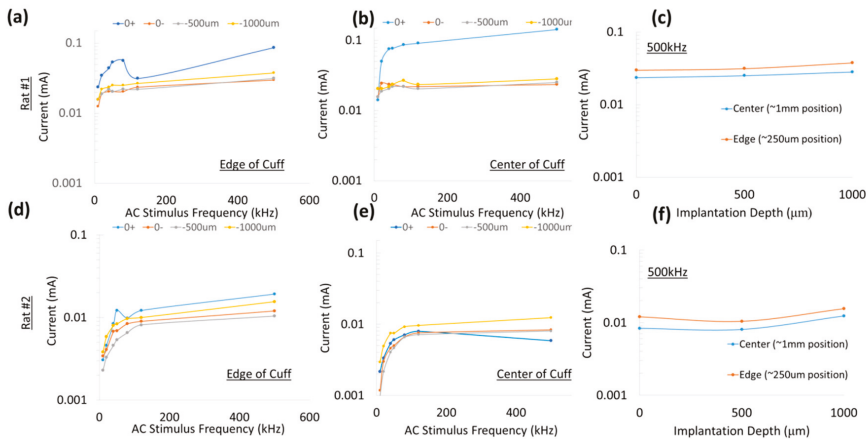 (a)
0+ 0- -500um -1000um
Rat #1
Current (mA)
0.1
0.01
0.001
Edge of Cuff
0 200 400 600
AC Stimulus Frequency (kHz)
(b)
0+ 0- -500um -1000um
Current (mA)
0.1
0.01
0.001
Center of Cuff
0 200 400
AC Stimulus Frequency (kHz)
(c)
500kHz
Current (mA)
0.1
0.01
0.001
Center (~1mm position)
Edge (~250um position)
0 500 1000
Implantation Depth (μm)
(d)
0+ 0- -500um -1000um
Rat #2
Current (mA)
0.1
0.01
0.001
Edge of Cuff
0 200 400 600
AC Stimulus Frequency (kHz)
(e)
0+ 0- -500um -1000um
Current (mA)
0.1
0.01
0.001
Center of Cuff
0 200 400
AC Stimulus Frequency (kHz)
(f)
500kHz
Current (mA)
0.1
0.01
0.001
Center (~1mm position)
Edge (~250um position)
0 500 1000
Implantation Depth (μm)